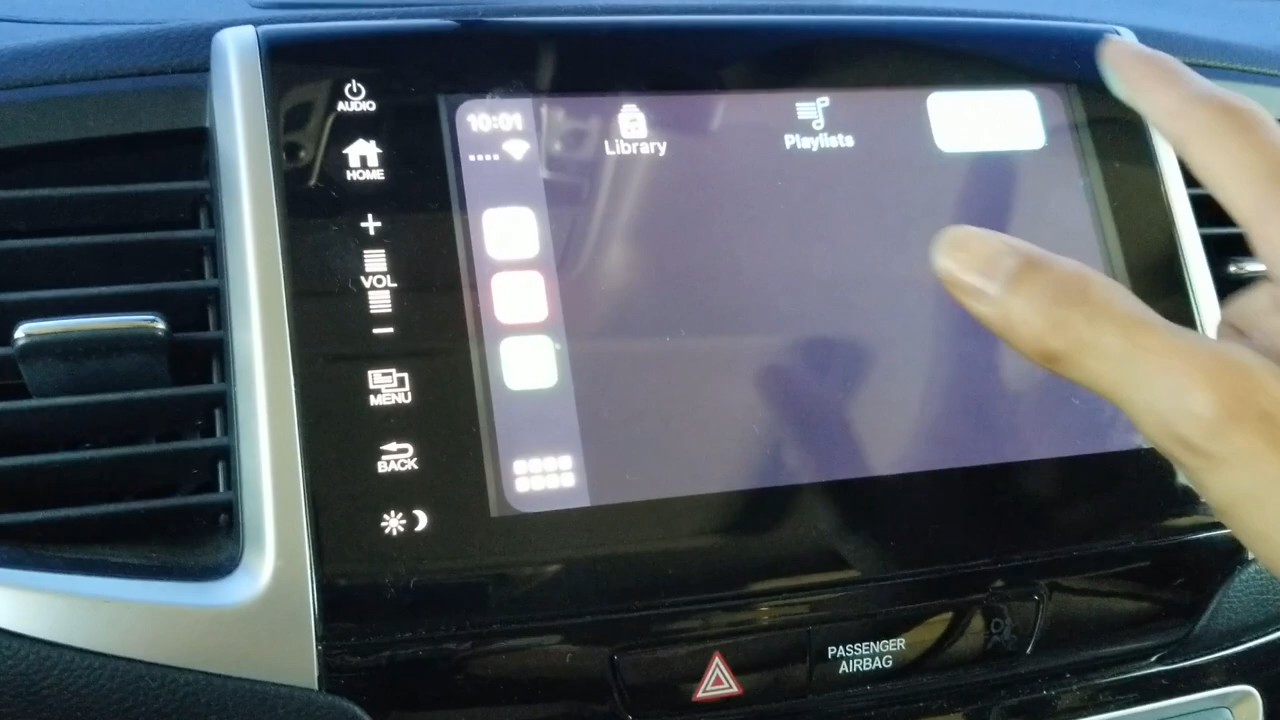 AUDIO
HOME
VOL
MENU
BACK
10:01
Library
Playlists
PASSENGER
AIRBAG